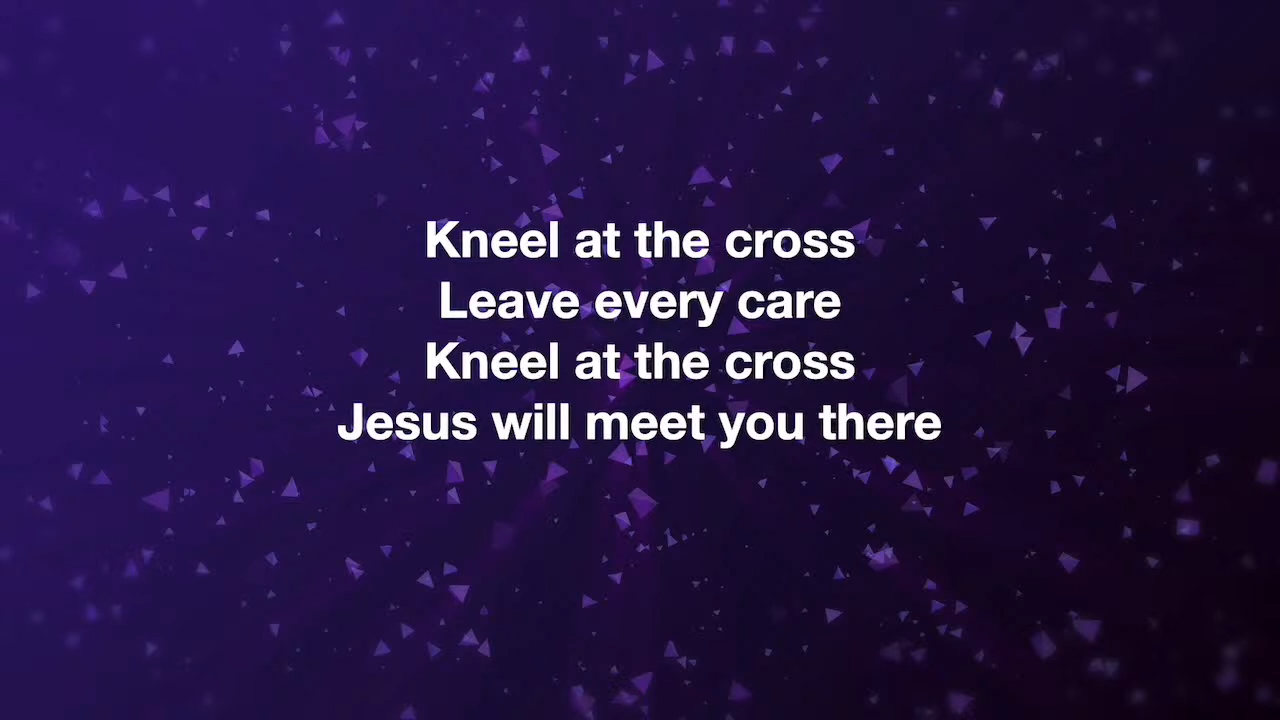 Kneel at the cross
Leave every care
Kneel at the cross
Jesus will meet you there